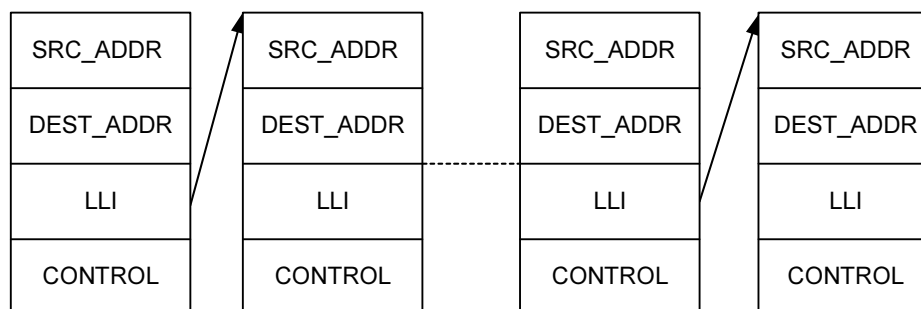 SRC_ADDR
DEST_ADDR
LLI
CONTROL
SRC_ADDR
DEST_ADDR
LLI
CONTROL
SRC_ADDR
DEST_ADDR
LLI
CONTROL
SRC_ADDR
DEST_ADDR
LLI
CONTROL